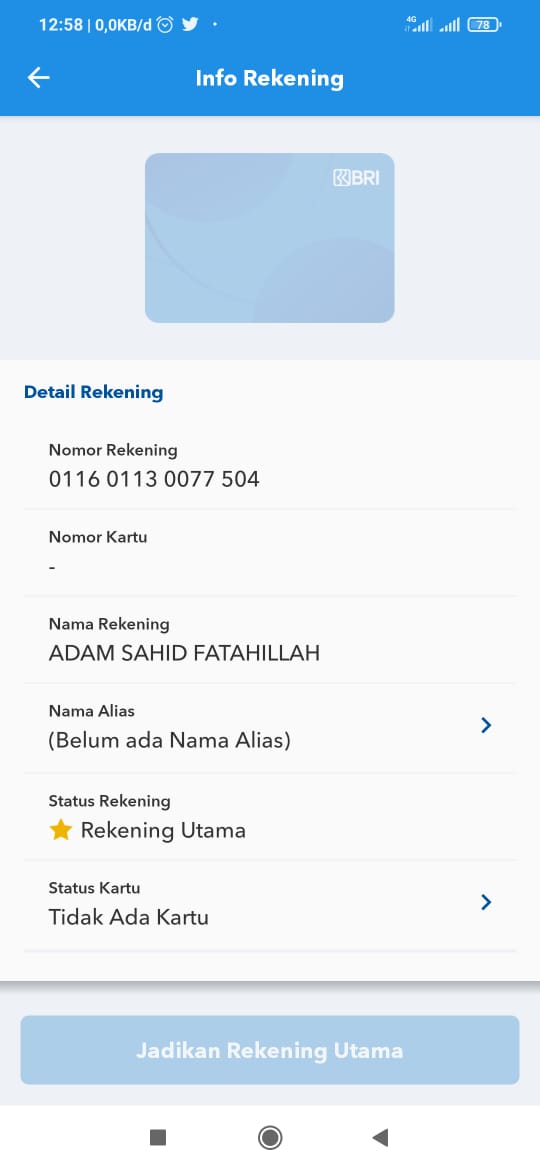 12:58 | 0,0KB/d
4G
78
Info Rekening
BRI
Detail Rekening
Nomor Rekening
0116 0113 0077 504
Nomor Kartu
-
Nama Rekening
ADAM SAHID FATAHILLAH
Nama Alias
(Belum ada Nama Alias)
Status Rekening
Rekening Utama
Status Kartu
Tidak Ada Kartu
Jadikan Rekening Utama